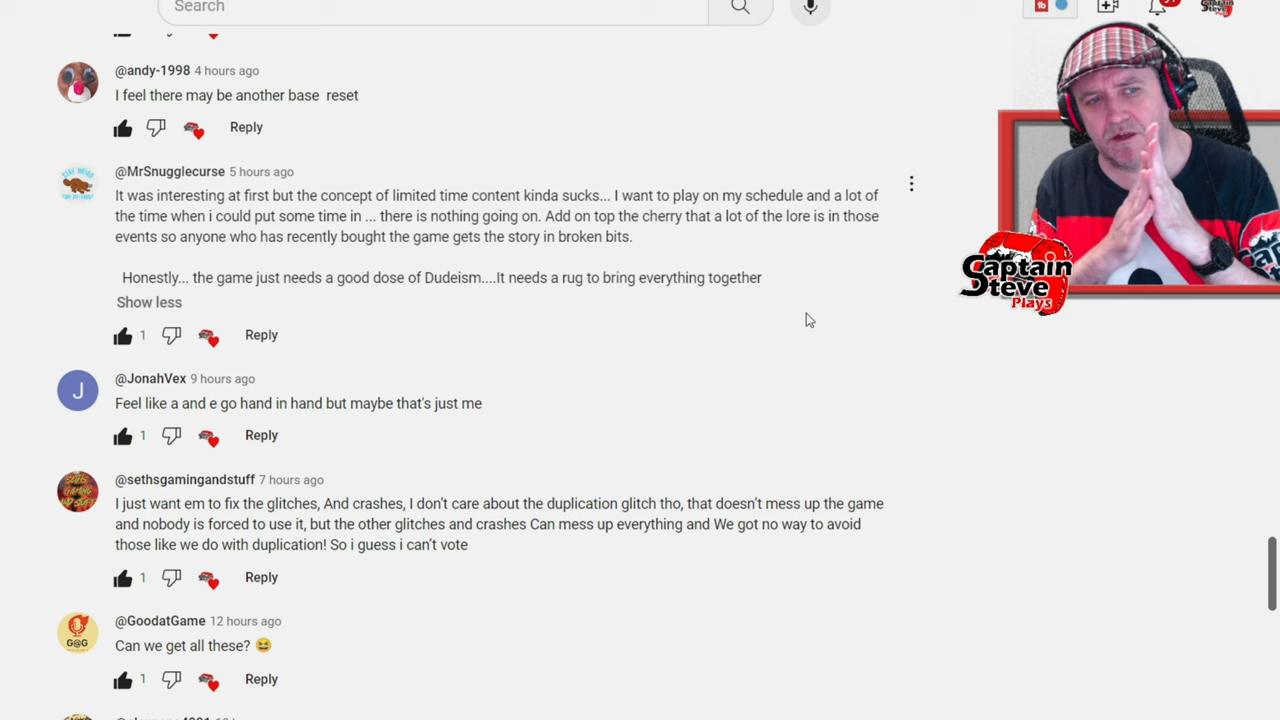 Search
@andy-1998 4 hours ago
I feel there may be another base reset
Reply
@MrSnugglecurse 5 hours ago
It was interesting at first but the concept of limited time content kinda sucks... I want to play on my schedule and a lot of
the time when i could put some time in ... there is nothing going on. Add on top the cherry that a lot of the lore is in those
events so anyone who has recently bought the game gets the story in broken bits.
Honestly... the game just needs a good dose of Dudeism....It needs a rug to bring everything together
Show less
1 Reply
@JonahVex 9 hours ago
J
Feel like a and e go hand in hand but maybe that's just me
1 Reply
@sethsgamingandstuff 7 hours ago
I just want em to fix the glitches, And crashes, I don't care about the duplication glitch tho, that doesn't mess up the game
and nobody is forced to use it, but the other glitches and crashes Can mess up everything and We got no way to avoid
those like we do with duplication! So i guess i can't vote
1 Reply
@GoodatGame 12 hours ago
G@G
Can we get all these? 😆
1 Reply
Captain
Steve
Plays